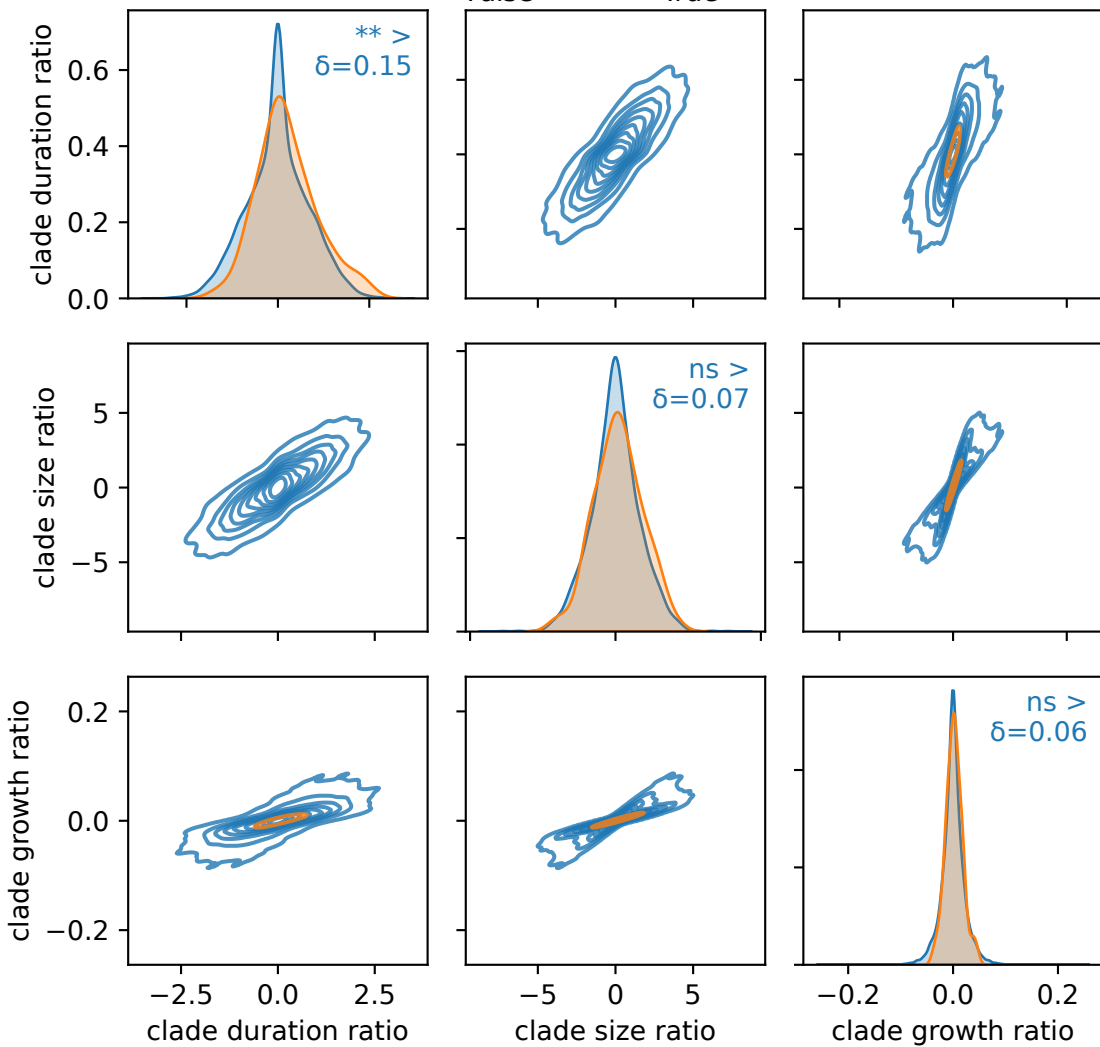 clade duration ratio
0.6
0.4
0.2
0.0
** >
δ=0.15
clade size ratio
5
0
−5
ns >
δ=0.07
clade growth ratio
0.2
0.0
−0.2
ns >
δ=0.06
−2.5 0.0 2.5
−5 0 5
−0.2 0.0 0.2
clade duration ratio
clade size ratio
clade growth ratio